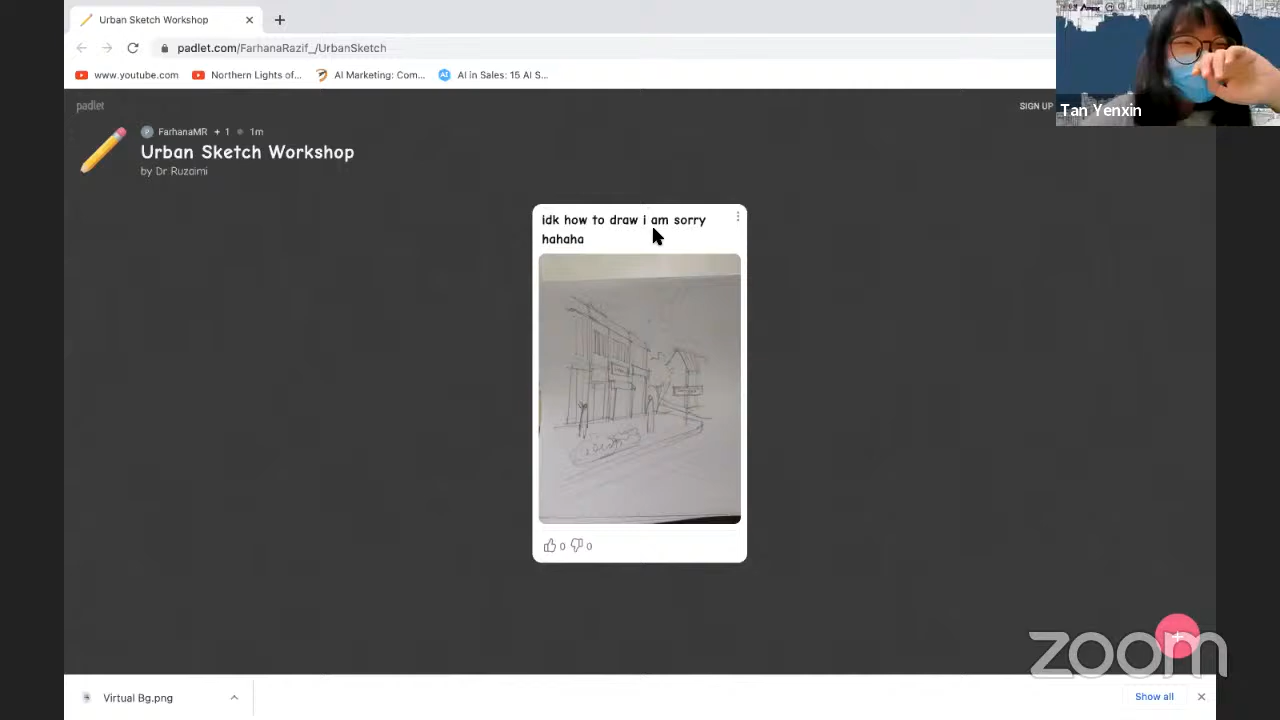 Urban Sketch Workshop
padlet.com/FarhanaRazif_/UrbanSketch
www.youtube.com
Northern Lights of...
AI Marketing: Com...
AI in Sales: 15 AI S...
Tan Yenxin
padlet
SIGN UP
FarhanaMR + 1 1m
Urban Sketch Workshop
by Dr Ruzaimi
idk how to draw i am sorry
hahaha
0 0
zoom
Virtual Bg.png
Show all